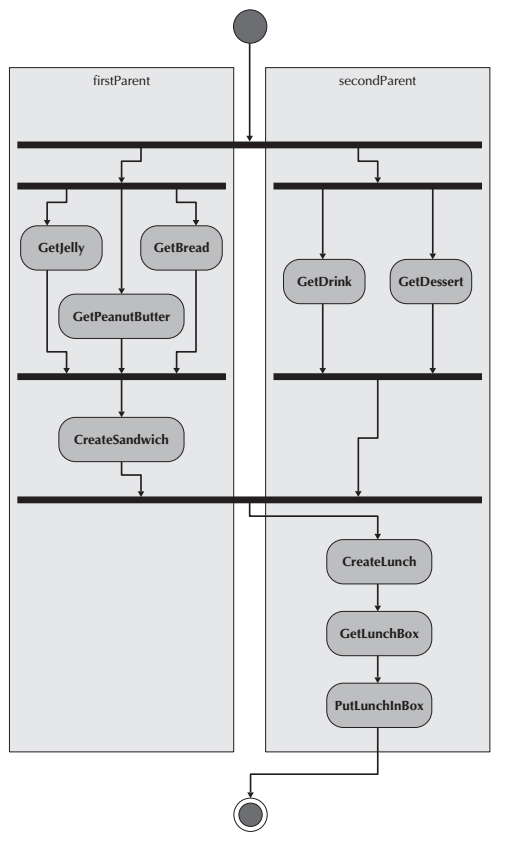 firstParent
secondParent
GetJelly
GetBread
GetPeanutButter
GetDrink
GetDessert
CreateSandwich
CreateLunch
GetLunchBox
PutLunchInBox